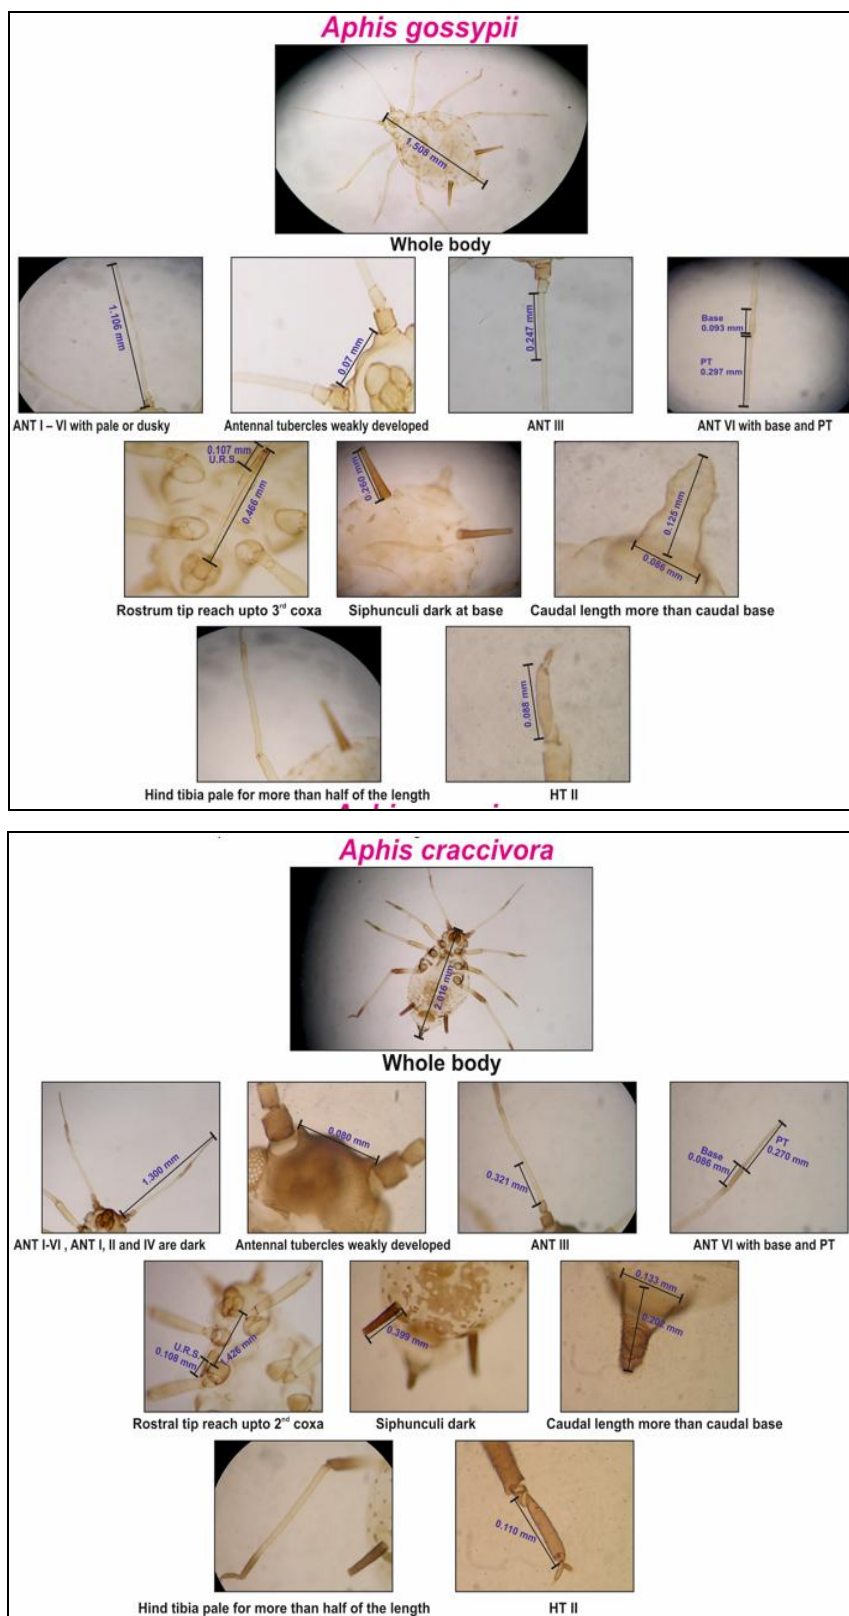 Aphis gossypii
1.508 mm
Whole body
1.106 mm
0.07 mm
0.247 mm
Base
0.093 mm
PT
0.297 mm
ANT I – VI with pale or dusky
Antennal tubercles weakly developed
ANT III
ANT VI with base and PT
0.107 mm
U.R.S.
0.466 mm
0.260 mm
0.125 mm
0.086 mm
Rostrum tip reach upto 3rd coxa
Siphunculi dark at base
Caudal length more than caudal base
0.088 mm
Hind tibia pale for more than half of the length
HT II
Aphis craccivora
2.016 mm
Whole body
1.300 mm
0.080 mm
0.321 mm
Base
0.086 mm
PT
0.270 mm
ANT I-VI , ANT I, II and IV are dark
Antennal tubercles weakly developed
ANT III
ANT VI with base and PT
U.R.S.
0.108 mm
1.426 mm
0.399 mm
0.133 mm
0.202 mm
Rostral tip reach upto 2nd coxa
Siphunculi dark
Caudal length more than caudal base
0.110 mm
Hind tibia pale for more than half of the length
HT II